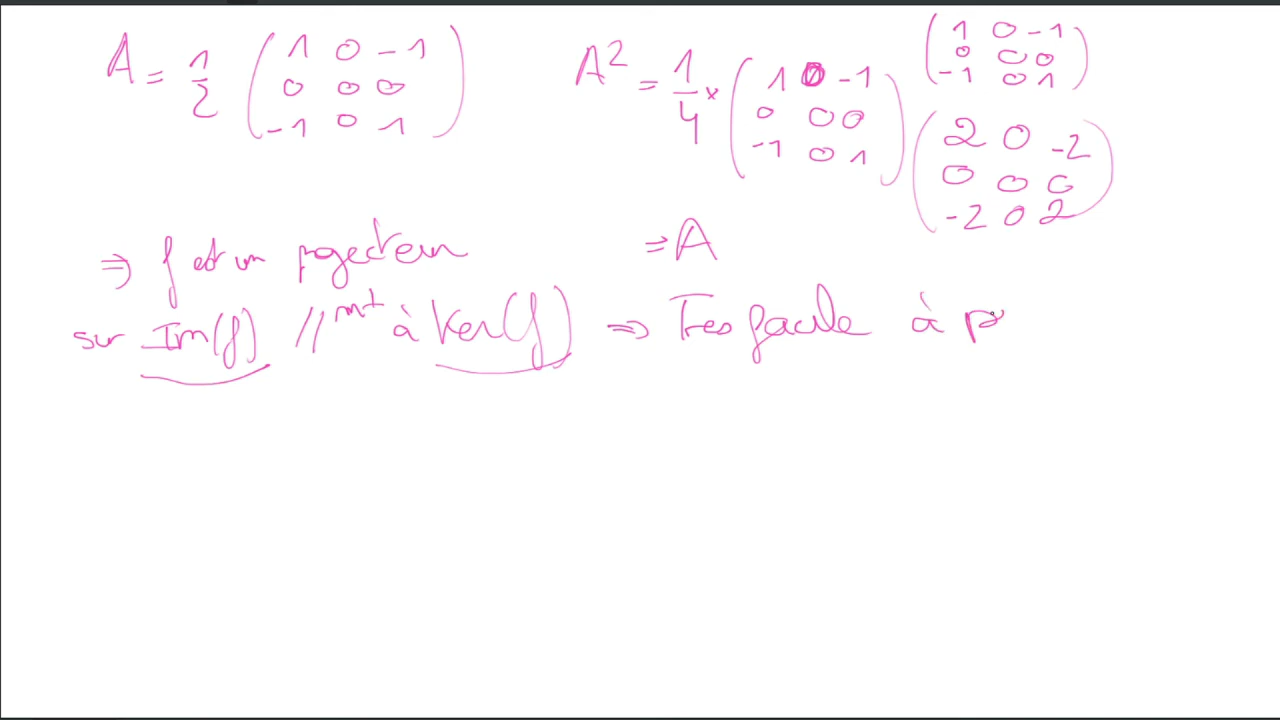 A = 1/2 ( 1 0 -1 ; 0 0 0 ; -1 0 1 )
A² = 1/4 × ( 1 0 -1 ; 0 0 0 ; -1 0 1 ) ( 1 0 -1 ; 0 0 0 ; -1 0 1 )
( 2 0 -2 ; 0 0 0 ; -2 0 2 )
⇒ f est un projecteur
= A
sur Im(f) //mt à Ker(f) ⇒ Tres facile à p